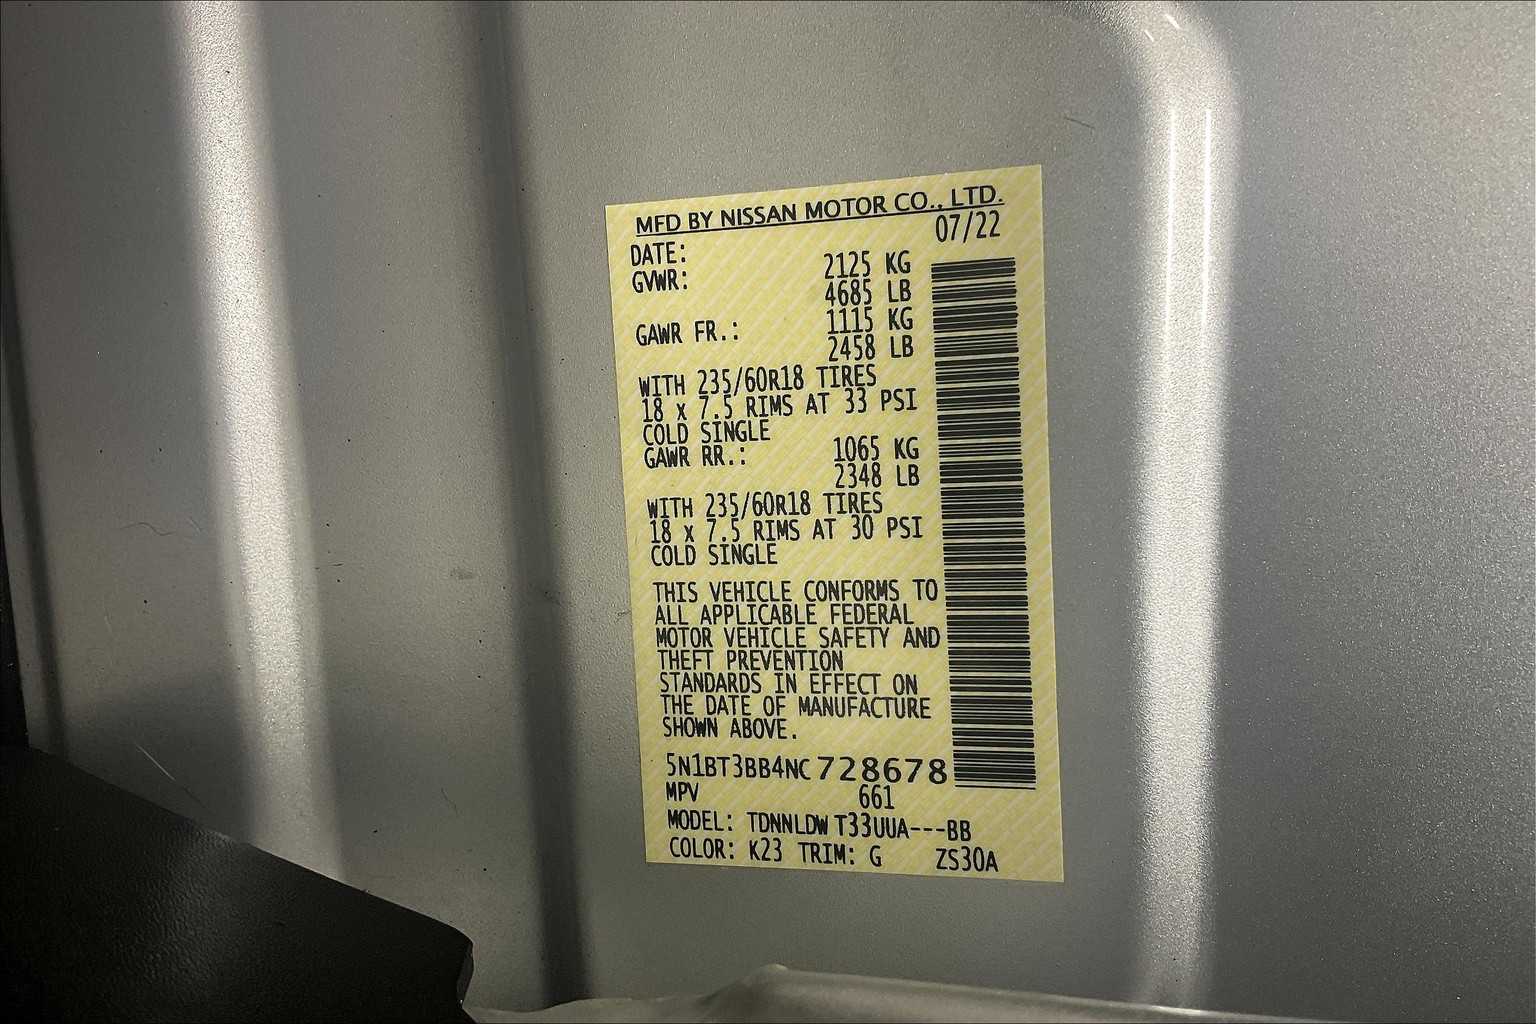 MFD BY NISSAN MOTOR CO., LTD.
DATE: 07/22
GVWR: 2125 KG
4685 LB
GAWR FR.: 1115 KG
2458 LB
WITH 235/60R18 TIRES
18 x 7.5 RIMS AT 33 PSI
COLD SINGLE
GAWR RR.: 1065 KG
2348 LB
WITH 235/60R18 TIRES
18 x 7.5 RIMS AT 30 PSI
COLD SINGLE
THIS VEHICLE CONFORMS TO
ALL APPLICABLE FEDERAL
MOTOR VEHICLE SAFETY AND
THEFT PREVENTION
STANDARDS IN EFFECT ON
THE DATE OF MANUFACTURE
SHOWN ABOVE.
5N1BT3BB4NC728678
MPV 661
MODEL: TDNNLDWT33UUA---BB
COLOR: K23 TRIM: G ZS30A